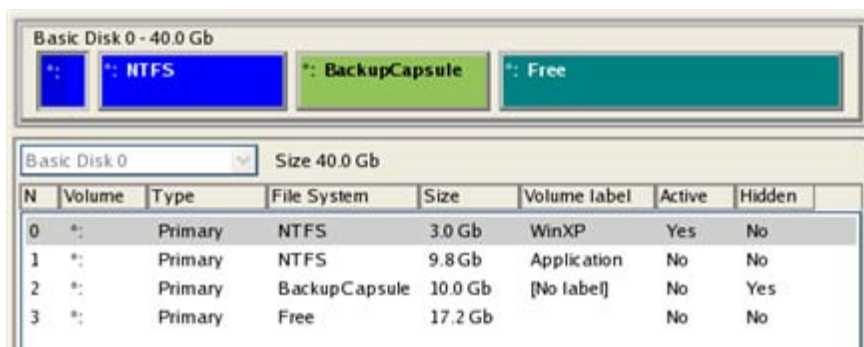 Basic Disk 0 - 40.0 Gb
*:
*: NTFS
*: BackupCapsule
*: Free
Basic Disk 0
Size 40.0 Gb
N Volume Type File System Size Volume label Active Hidden
0 *: Primary NTFS 3.0 Gb WinXP Yes No
1 *: Primary NTFS 9.8 Gb Application No No
2 *: Primary BackupCapsule 10.0 Gb [No label] No Yes
3 *: Primary Free 17.2 Gb No No